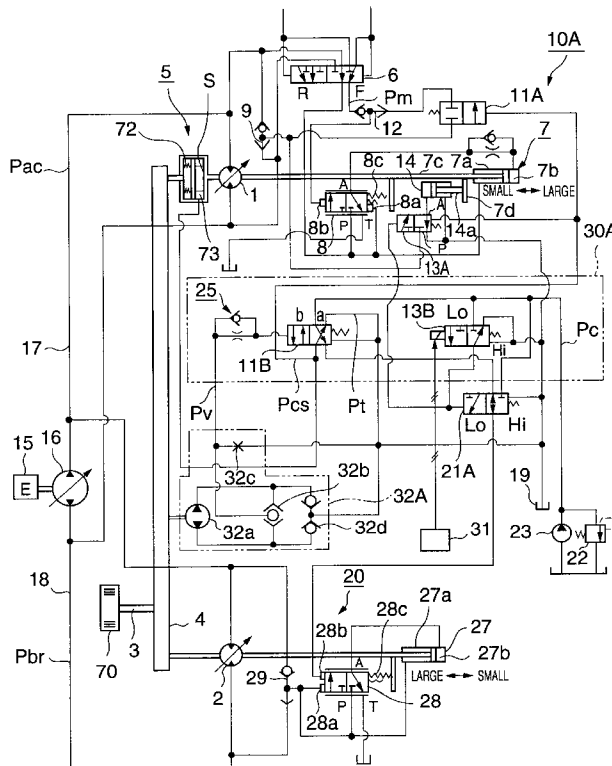 10A
5
S
6
R
F
Pm
11A
72
9
12
7
7a
7c
7b
8c
14
Pac
1
A
SMALL
LARGE
8a
7d
73
8b
P
T
A
14a
8
13A
P
30A
25
13B
Lo
b
a
Hi
Pc
17
11B
Pcs
Pt
Pv
Lo
Hi
15
16
21A
E
32c
32b
19
32A
32a
32d
31
23
22
18
20
27a
4
28b
28c
27
3
A
27b
Pbr
70
29
LARGE
SMALL
2
P
T
28
28a